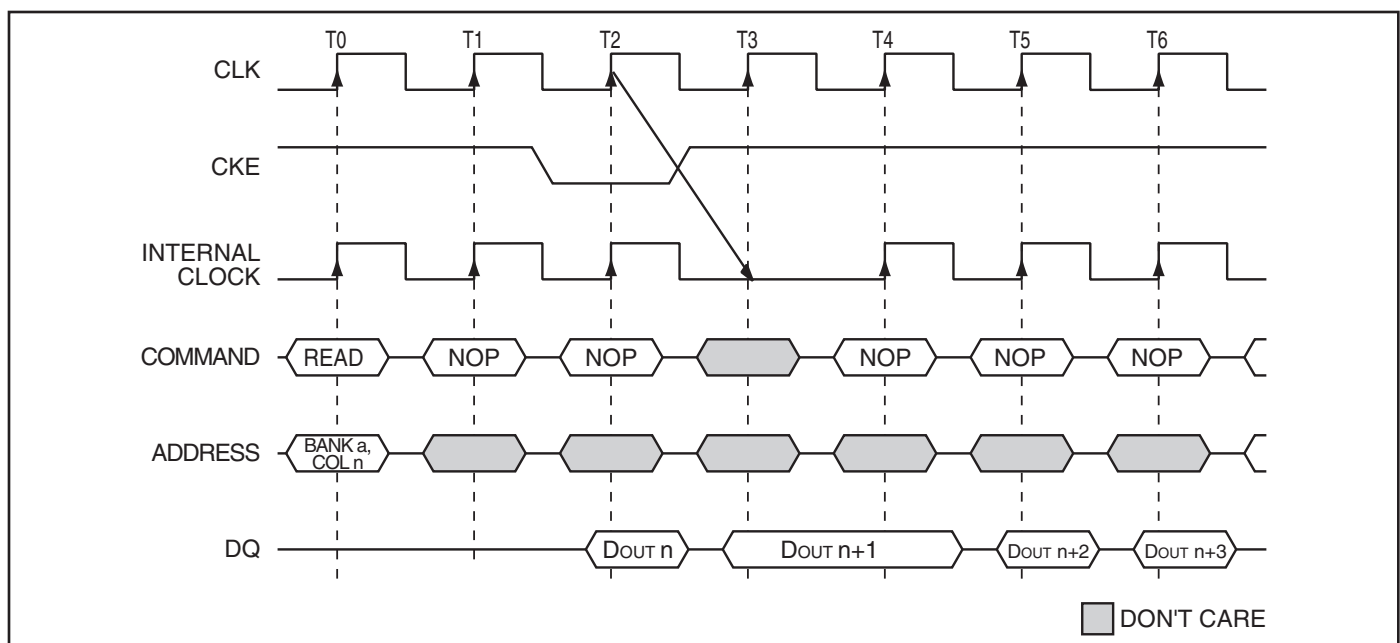 T0 T1 T2 T3 T4 T5 T6
CLK
CKE
INTERNAL
CLOCK
COMMAND READ NOP NOP NOP NOP NOP
ADDRESS BANK a,
COL n
DQ DOUT n DOUT n+1 DOUT n+2 DOUT n+3
DON'T CARE